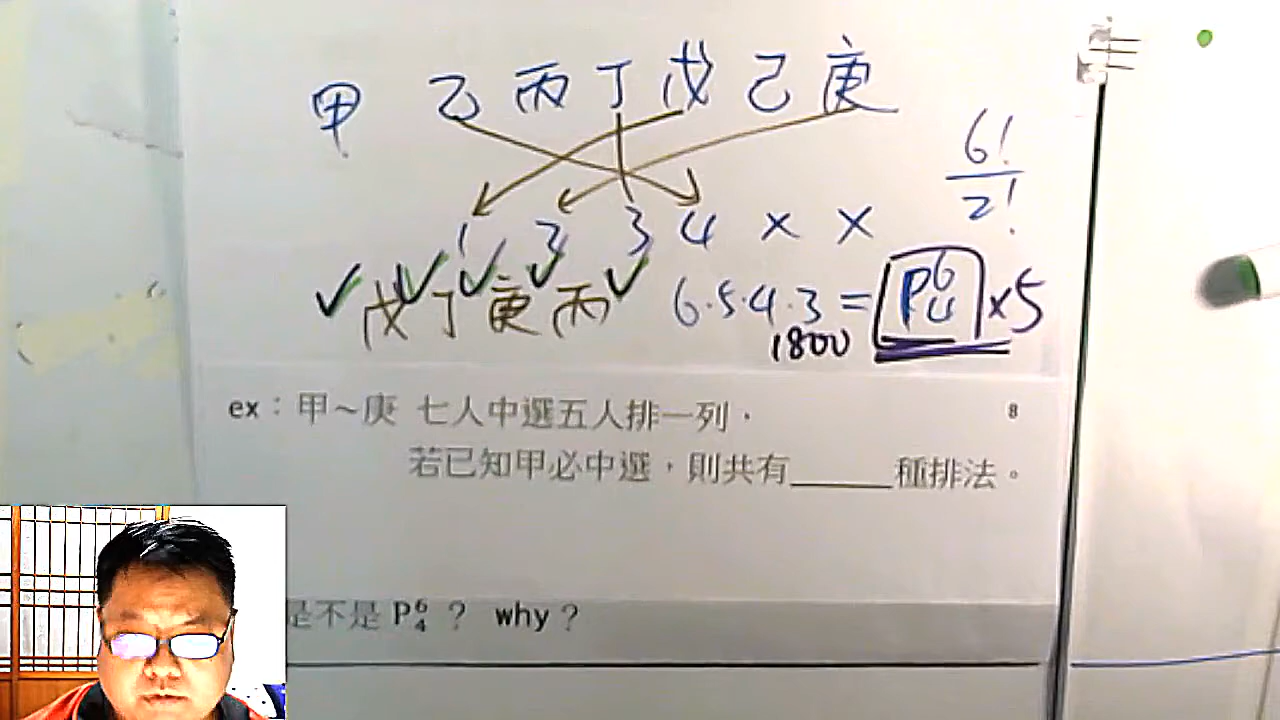 甲 乙 丙 丁 戊 己 庚
6!
2!
1 3 3 4 × ×
戊 丁 庚 丙 6·5·4·3 = P⁶₄ ×5
1800
ex：甲~庚 七人中選五人排一列，
8
若已知甲必中選，則共有______種排法。
是不是 P⁶₄ ？ why？